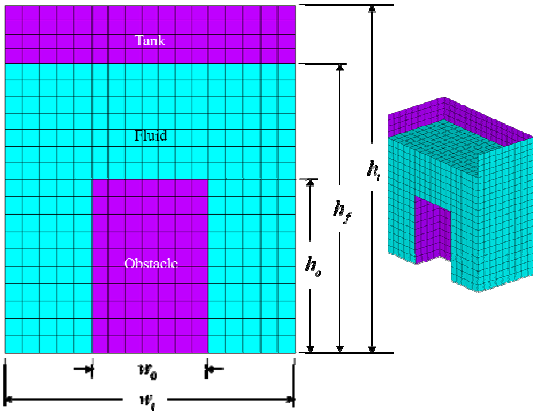 Tank
Fluid
h_t
h_f
Obstacle
h_o
w_o
w_t